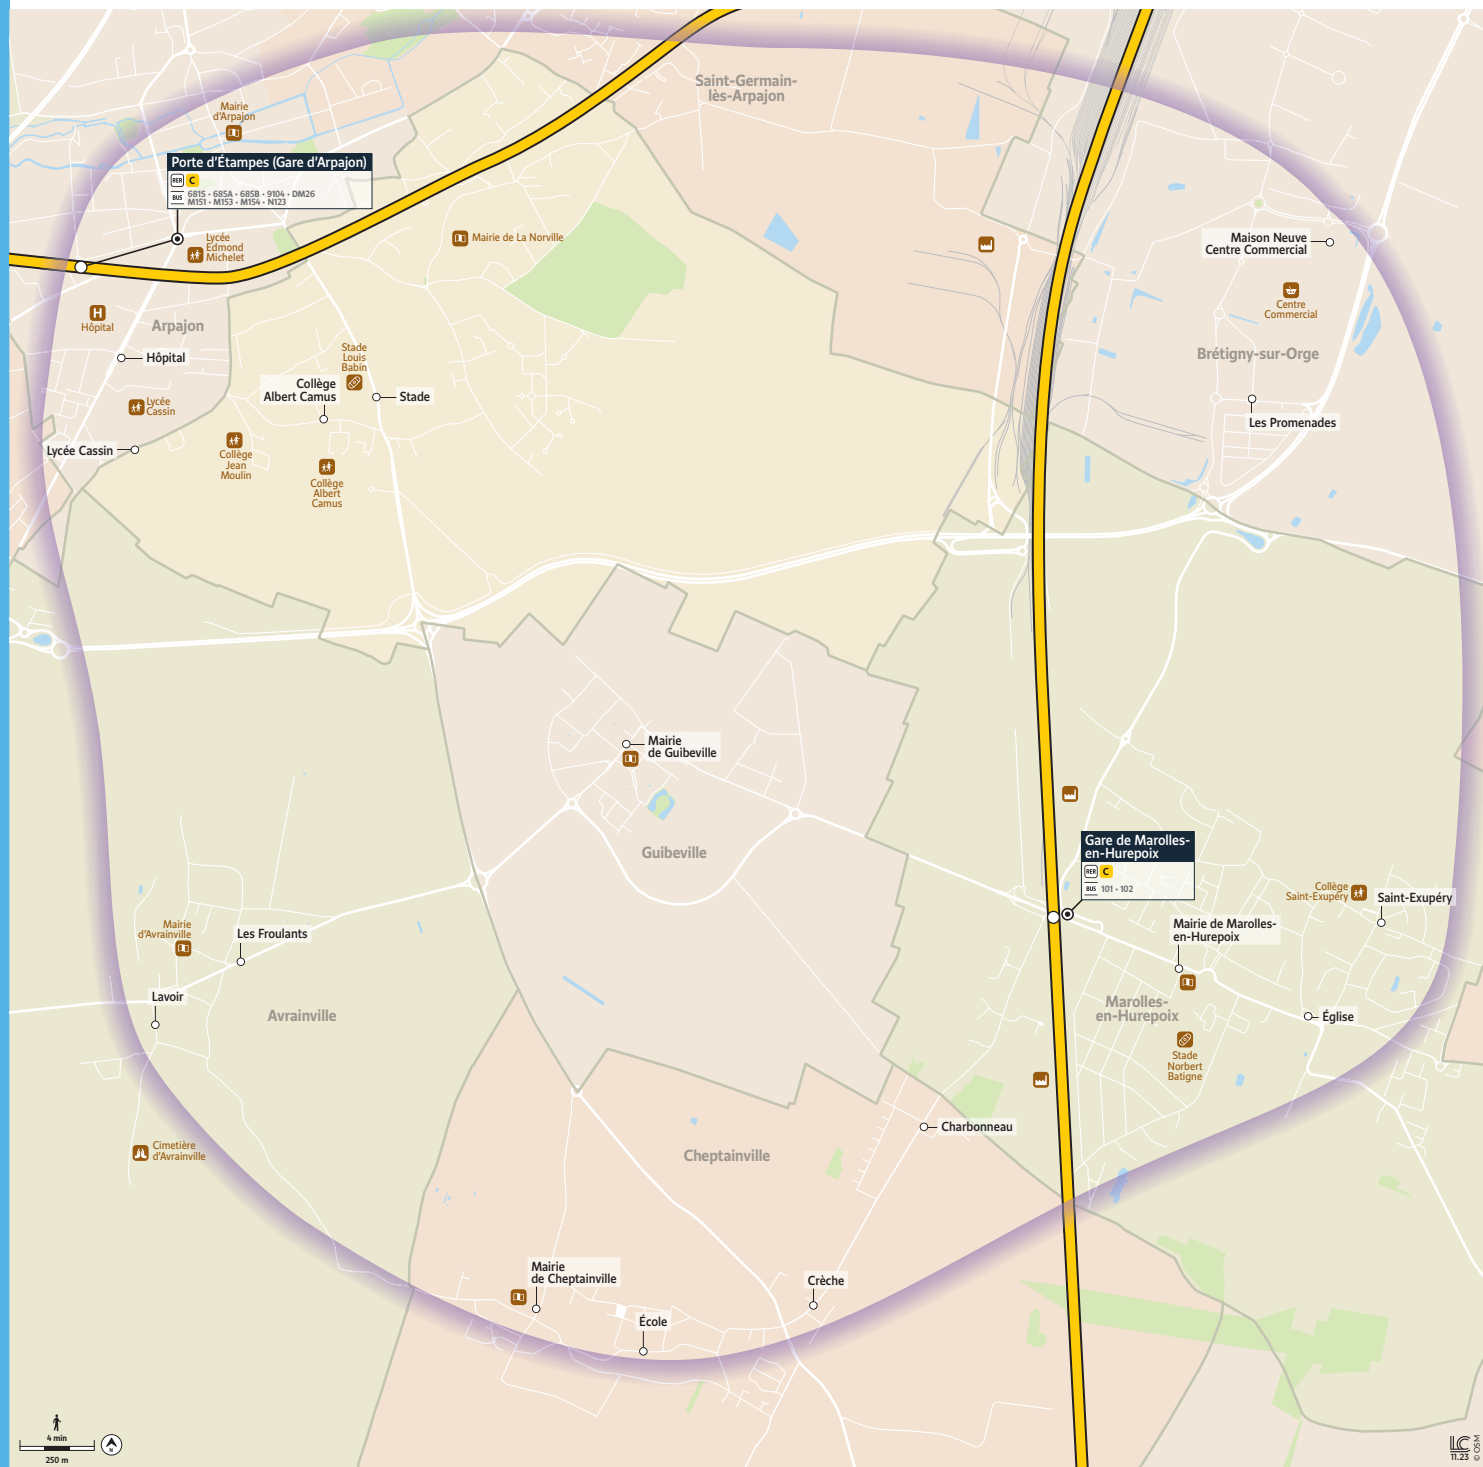 Saint-Germain-
lès-Arpajon
Mairie
d'Arpajon
Porte d'Étampes (Gare d'Arpajon)
RER C
BUS
681S • 685A • 685B • 9104 • DM26
M151 • M153 • M154 • N123
Lycée
Edmond
Michelet
Mairie de La Norville
Maison Neuve
Centre Commercial
Centre
Commercial
H
Hôpital
Arpajon
Hôpital
Stade
Louis
Babin
Brétigny-sur-Orge
Collège
Albert Camus
Stade
Lycée
Cassin
Les Promenades
Lycée Cassin
Collège
Jean
Moulin
Collège
Albert
Camus
Mairie
de Guibeville
Guibeville
Gare de Marolles-
en-Hurepoix
RER C
BUS 101 • 102
Collège
Saint-Exupéry
Saint-Exupéry
Mairie
d'Avrainville
Les Froulants
Mairie de Marolles-
en-Hurepoix
Lavoir
Avrainville
Marolles-
en-Hurepoix
Église
Stade
Norbert
Batigne
Charbonneau
Cimetière
d'Avrainville
Cheptainville
Mairie
de Cheptainville
Crèche
École
4 min
250 m
N
LC
11.23
© OSM